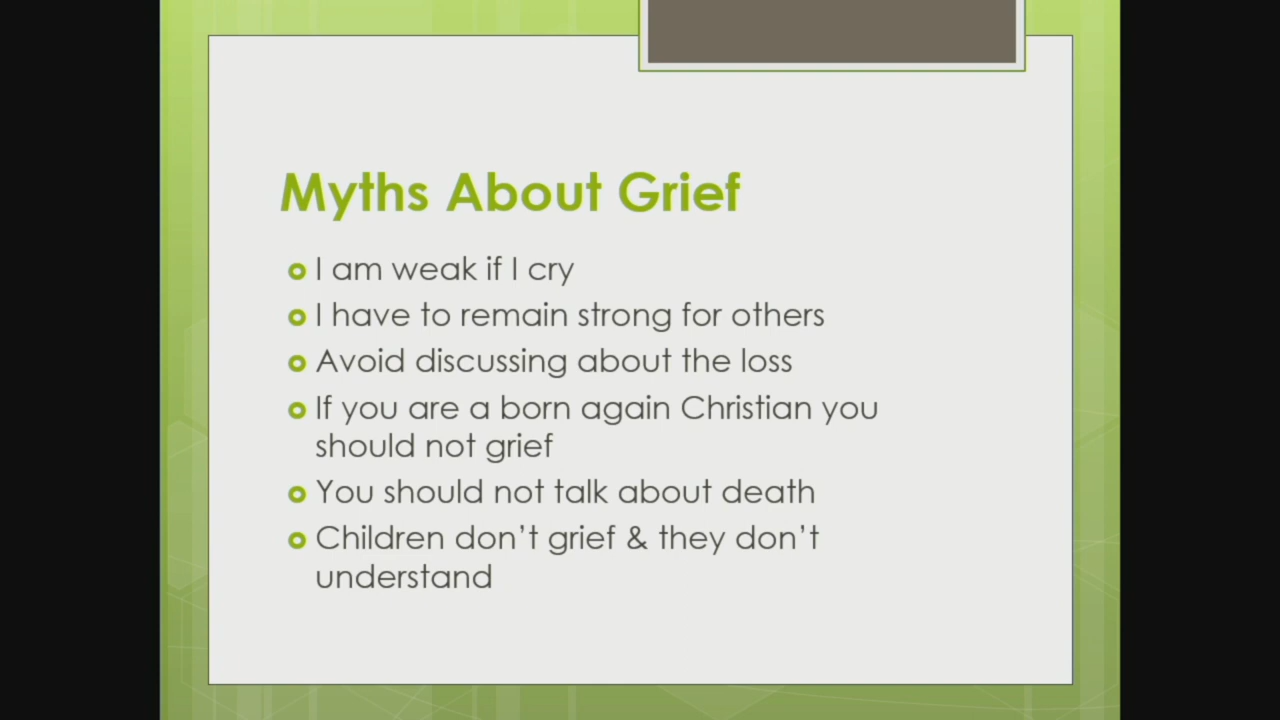 Myths About Grief
I am weak if I cry
I have to remain strong for others
Avoid discussing about the loss
If you are a born again Christian you
should not grief
You should not talk about death
Children don’t grief & they don’t
understand